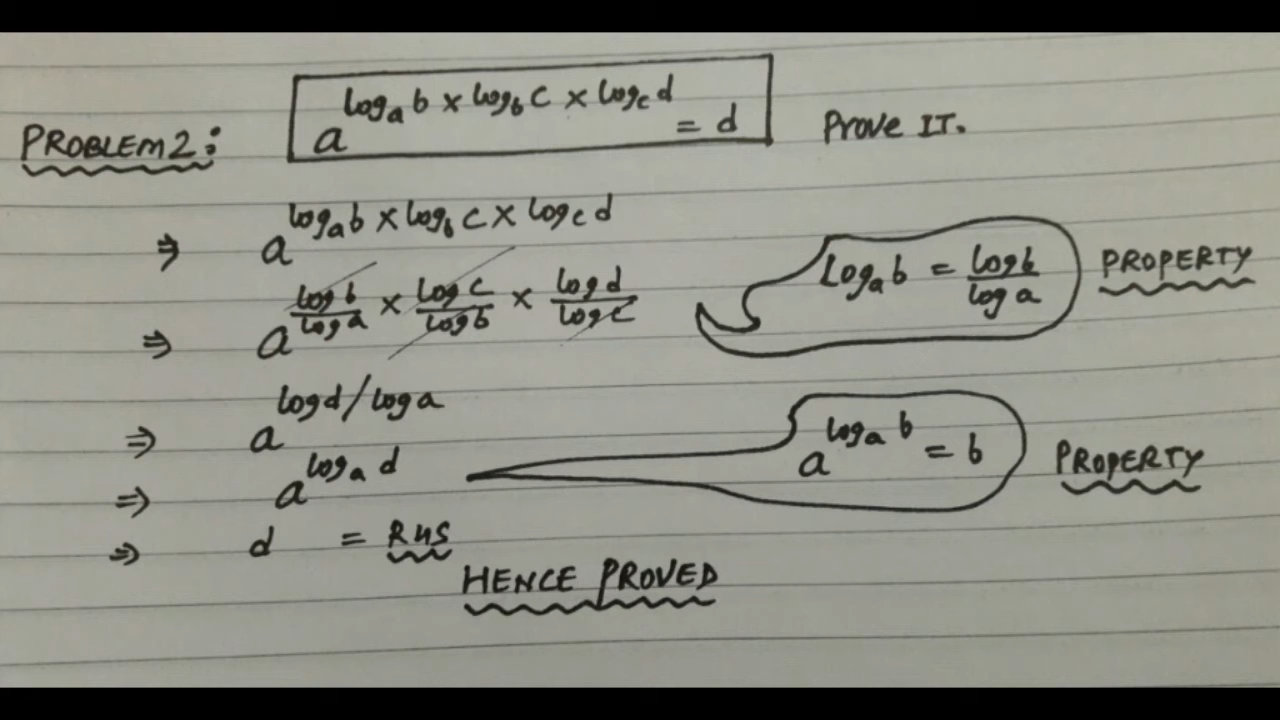 PROBLEM 2: a^(log_a b × log_b c × log_c d) = d Prove IT.
⇒ a^(log_a b × log_b c × log_c d)
⇒ a^(log b/log a × log c/log b × log d/log c) Log_a b = log b/log a PROPERTY
⇒ a^(log d/log a)
⇒ a^(log_a d) a^(log_a b) = b PROPERTY
⇒ d = RHS
HENCE PROVED